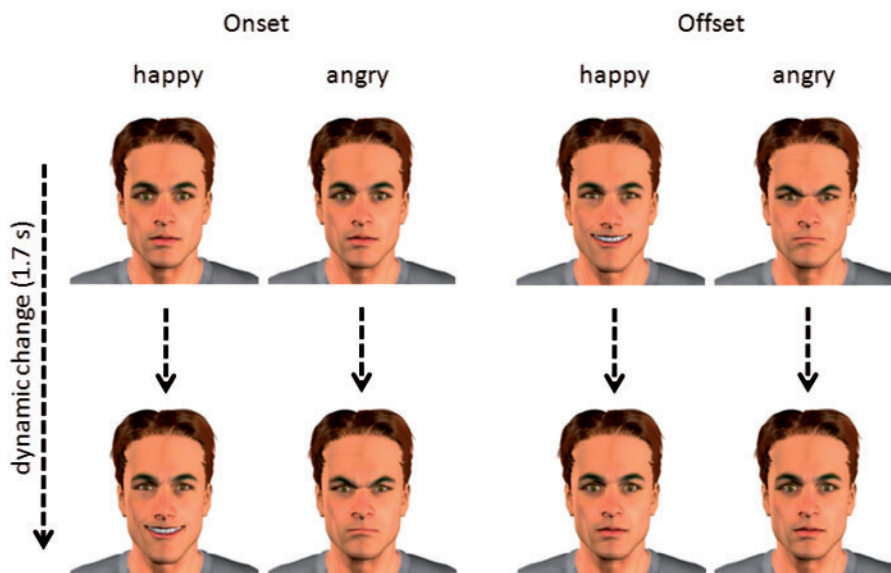 Onset
Offset
happy
angry
happy
angry
dynamic change (1.7 s)